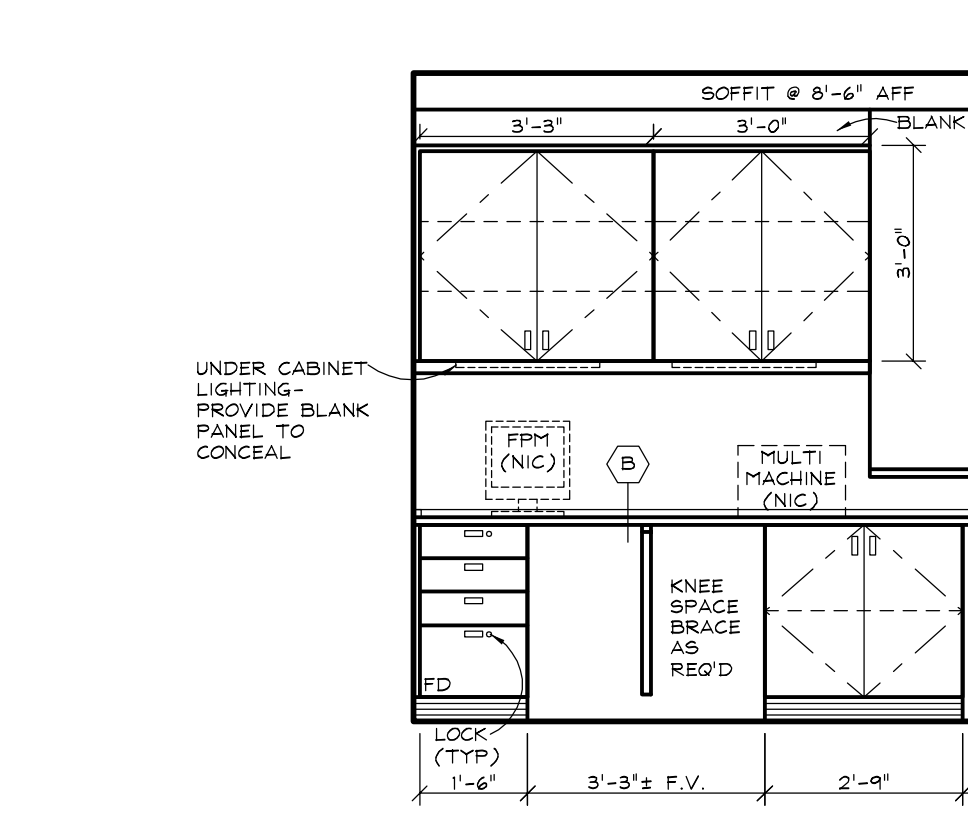 SOFFIT @ 8'-6" AFF
3'-3"
3'-0"
BLANK
3'-0"
UNDER CABINET
LIGHTING-
PROVIDE BLANK
PANEL TO
CONCEAL
FPM
(NIC)
B
MULTI
MACHINE
(NIC)
KNEE
SPACE
BRACE
AS
REQ'D
FD
LOCK
(TYP)
1'-6"
3'-3"± F.V.
2'-9"